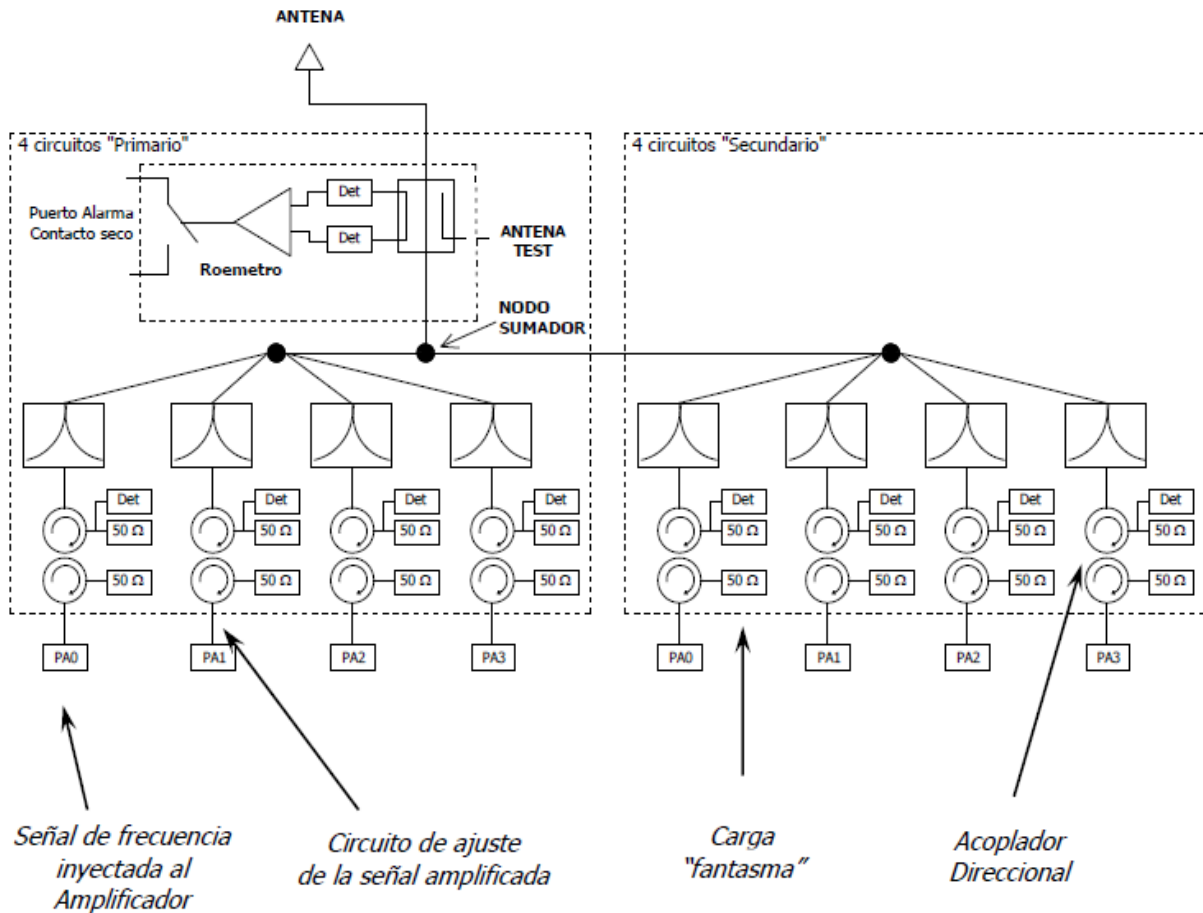 ANTENA
4 circuitos "Primario"
4 circuitos "Secundario"
Det
Puerto Alarma
Contacto seco
Det
ANTENA
TEST
Roemetro
NODO
SUMADOR
Det Det Det Det Det Det Det Det
50 Ω 50 Ω 50 Ω 50 Ω 50 Ω 50 Ω 50 Ω 50 Ω
50 Ω 50 Ω 50 Ω 50 Ω 50 Ω 50 Ω 50 Ω 50 Ω
PA0 PA1 PA2 PA3 PA0 PA1 PA2 PA3
Señal de frecuencia
inyectada al
Amplificador
Circuito de ajuste
de la señal amplificada
Carga
"fantasma"
Acoplador
Direccional